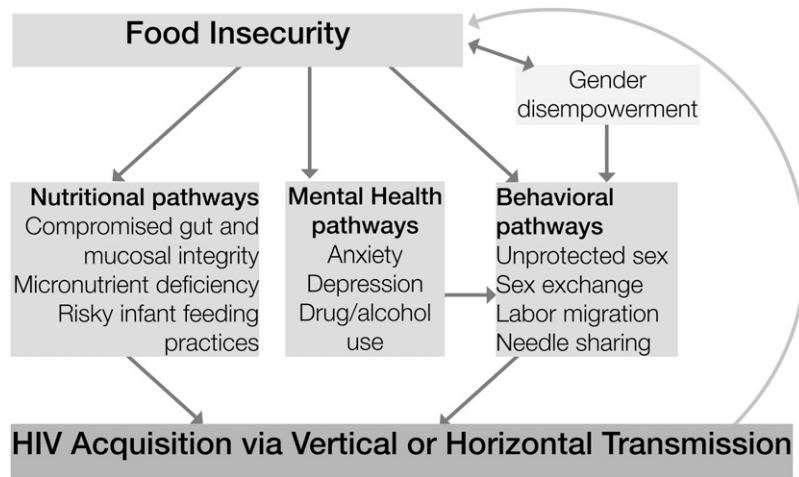 Food Insecurity
Gender
disempowerment
Nutritional pathways
Compromised gut and
mucosal integrity
Micronutrient deficiency
Risky infant feeding
practices
Mental Health
pathways
Anxiety
Depression
Drug/alcohol
use
Behavioral
pathways
Unprotected sex
Sex exchange
Labor migration
Needle sharing
HIV Acquisition via Vertical or Horizontal Transmission